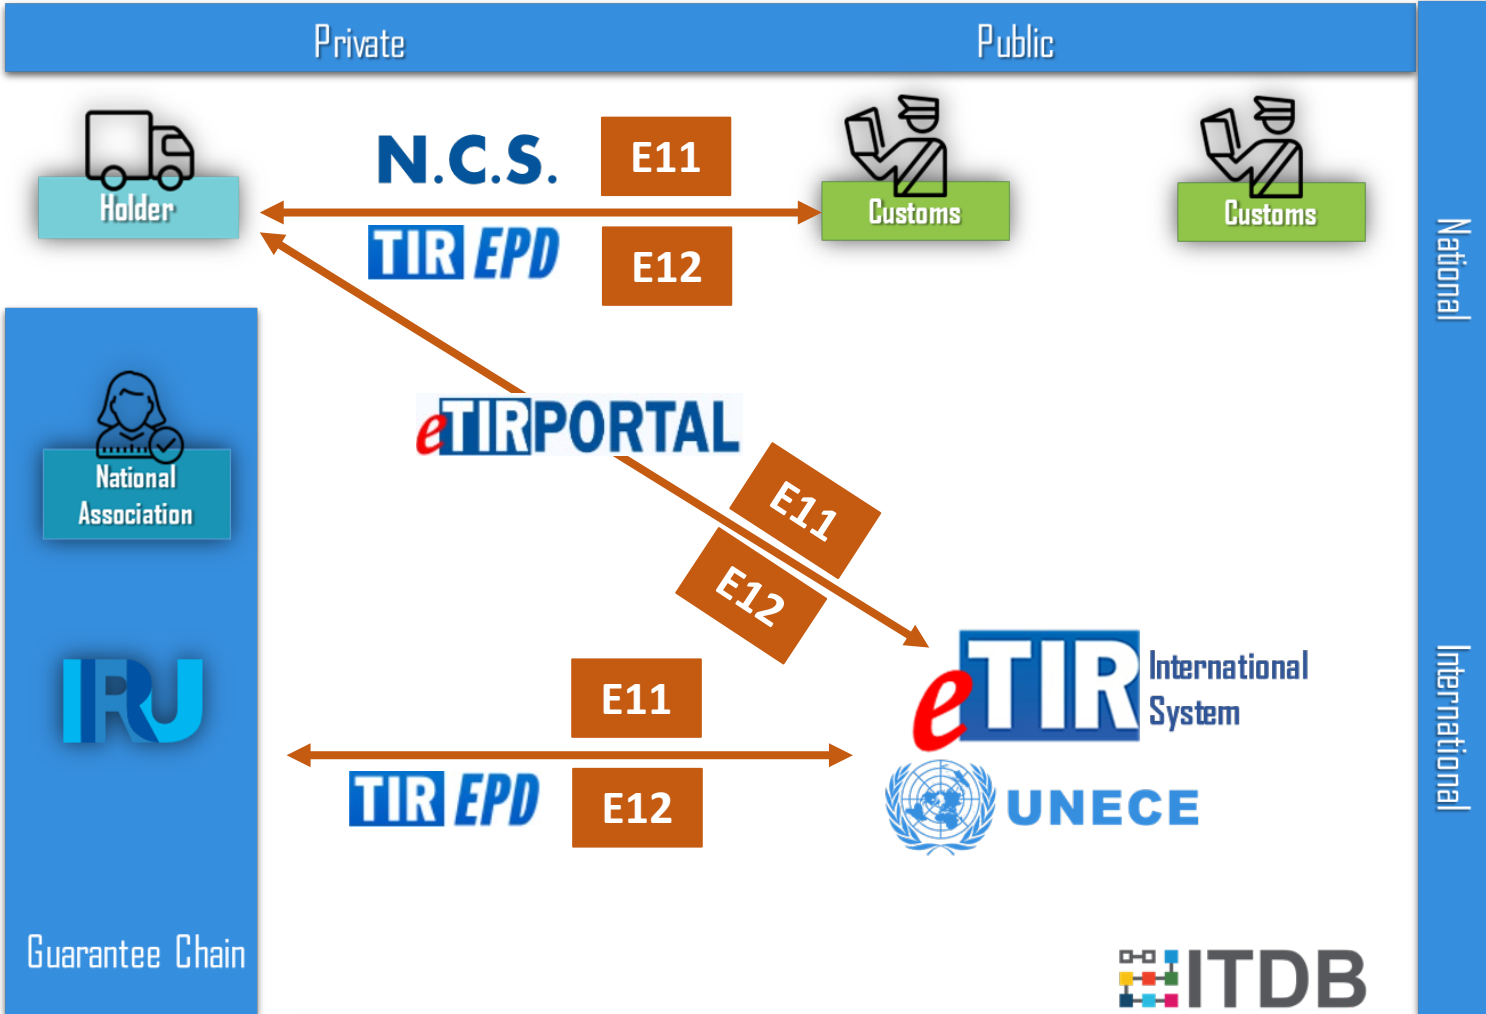 Private
Public
National
International
Holder
N.C.S.
E11
TIR EPD
E12
Customs
Customs
eTIRPORTAL
E11
E12
National
Association
IRU
E11
TIR EPD
E12
eTIR International
System
UNECE
Guarantee Chain
ITDB